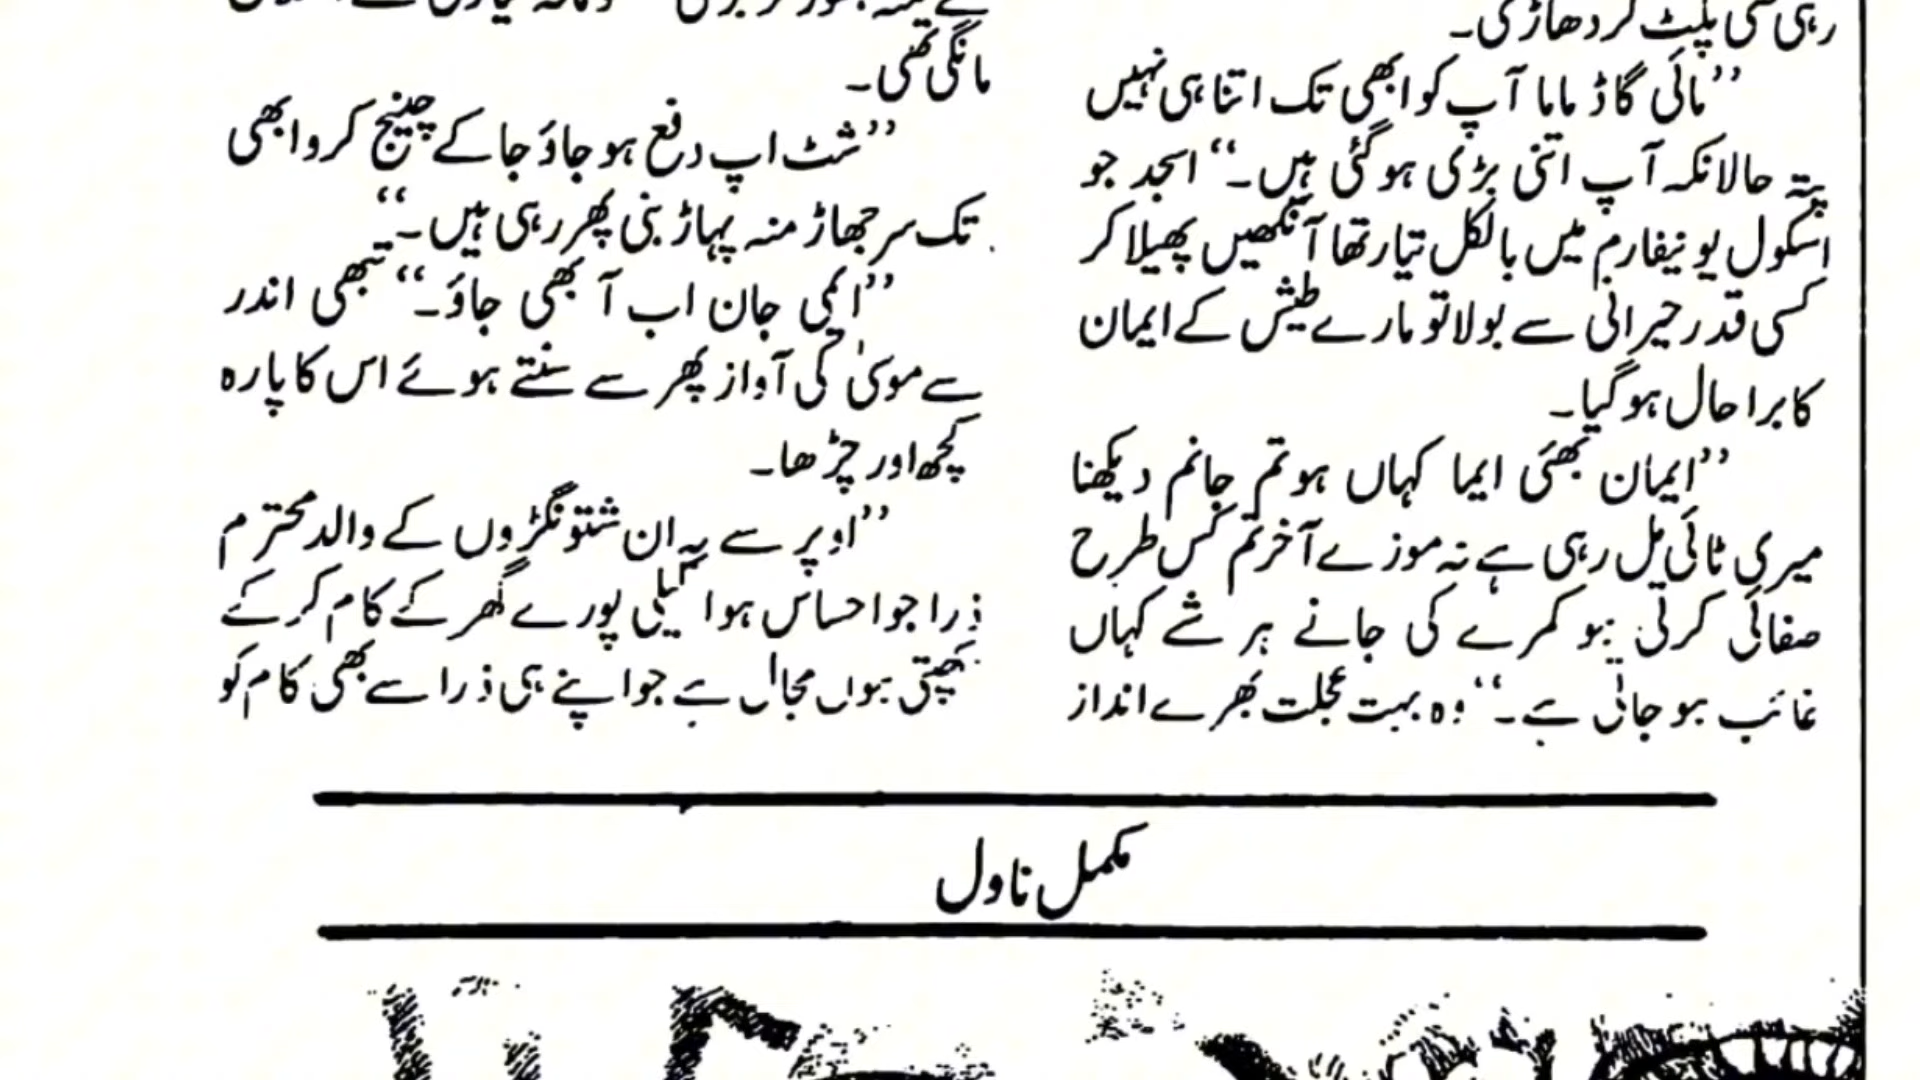 رہی تھی پلٹ کر دھاڑی۔
’’مائی گاڈ ماما آپ کو ابھی تک اتنا ہی نہیں
پتہ حالانکہ آپ اتنی بڑی ہوگئی ہیں۔‘‘ اسجد جو
اسکول یونیفارم میں بالکل تیار تھا آنکھیں پھیلا کر
کسی قدر حیرانی سے بولا تو مارے طیش کے ایمان
کا برا حال ہوگیا۔
’’ایمان بھئی ایما کہاں ہو تم جانم دیکھنا
میری ٹائی مل رہی ہے نہ موزے آخر تم کس طرح
صفائی کرتی ہو کمرے کی جانے ہر شے کہاں
غائب ہو جاتی ہے۔‘‘ وہ بہت عجلت بھرے انداز
مانگی تھی۔
’’شٹ اپ دفع ہو جاؤ جا کے چینج کرو ابھی
تک سر جھاڑ منہ پہاڑ بنی پھر رہی ہیں۔‘‘
’’امی جان اب آ بھی جاؤ۔‘‘ تبھی اندر
سے موسیٰ کی آواز پھر سے سنتے ہوئے اس کا پارہ
کچھ اور چڑھا۔
’’اوپر سے یہ ان شتونگڑوں کے والد محترم
ذرا جو احساس ہو اکیلی پورے گھر کے کام کر کے
کھپتی ہوں مجال ہے جو اپنے ہی ذرا سے بھی کام کو
مکمل ناول